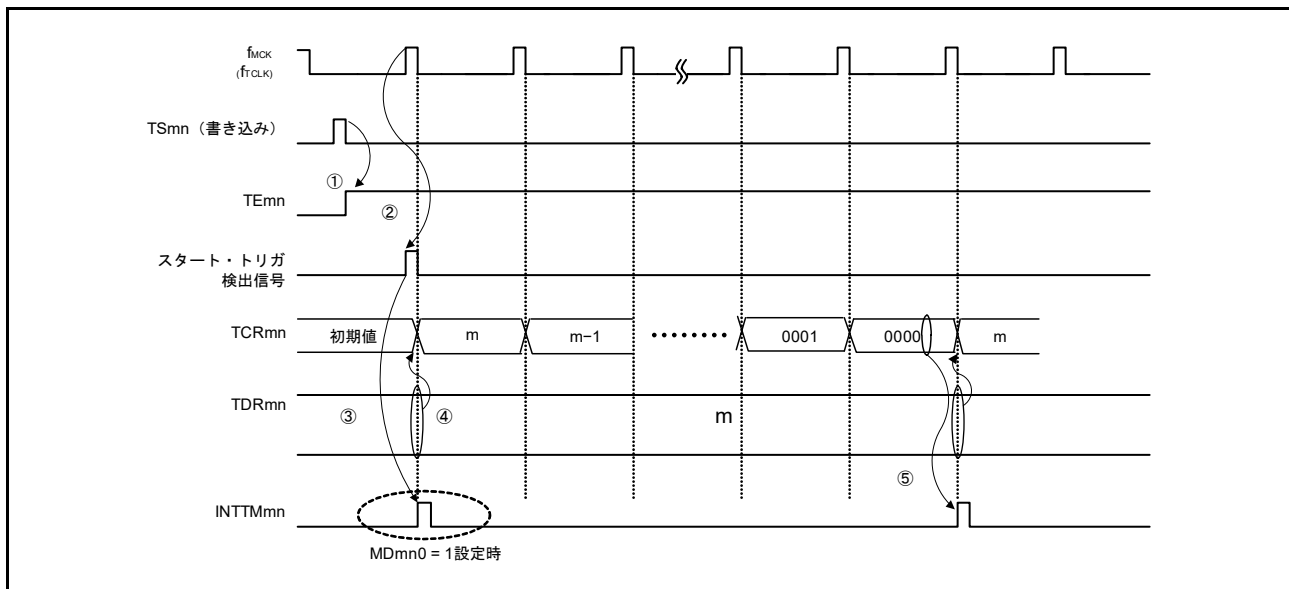 fMCK
(fTCLK)
TSmn（書き込み）
①
TEmn
②
スタート・トリガ
検出信号
TCRmn
初期値
m
m−1
0001
0000
m
TDRmn
③
④
m
⑤
INTTMmn
MDmn0 = 1設定時